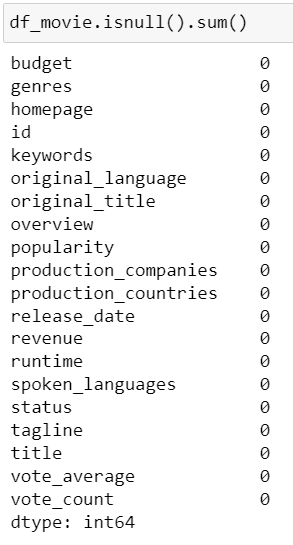 df_movie.isnull().sum()
budget 0
genres 0
homepage 0
id 0
keywords 0
original_language 0
original_title 0
overview 0
popularity 0
production_companies 0
production_countries 0
release_date 0
revenue 0
runtime 0
spoken_languages 0
status 0
tagline 0
title 0
vote_average 0
vote_count 0
dtype: int64